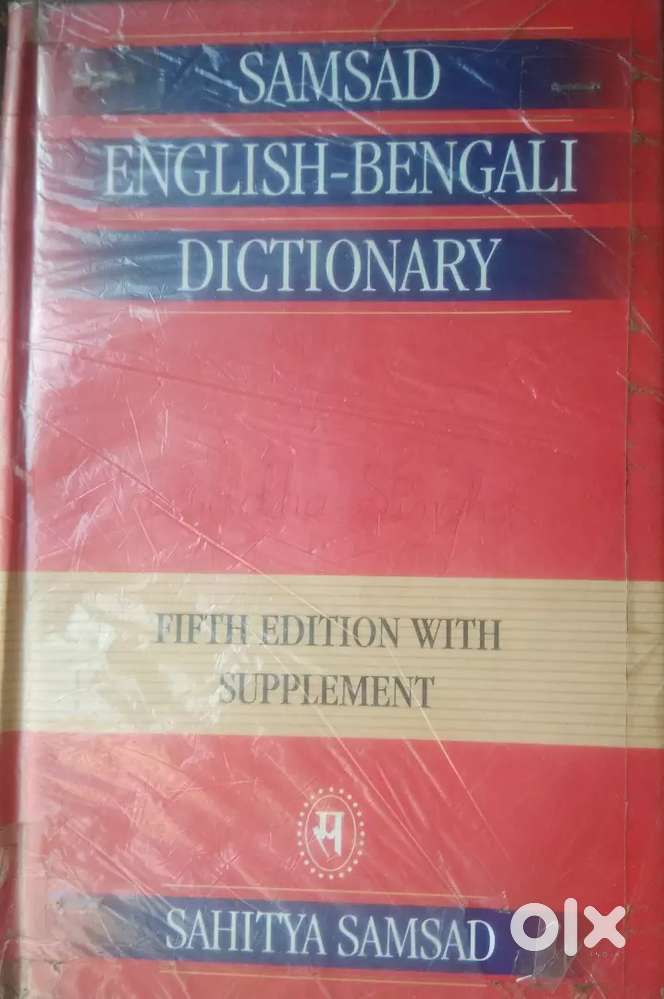 SAMSAD
ENGLISH-BENGALI
DICTIONARY
FIFTH EDITION WITH
SUPPLEMENT
स
SAHITYA SAMSAD
olx